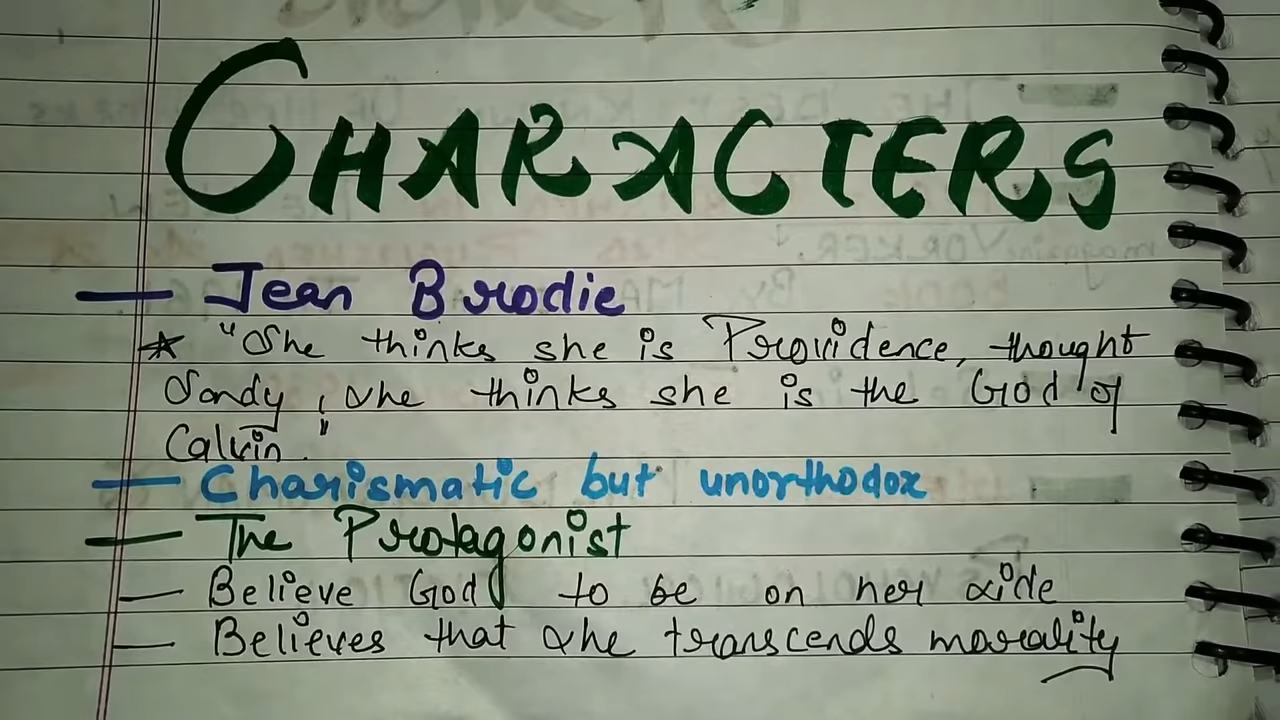 CHARACTERS
— Jean Brodie
* "She thinks she is Providence, thought
Sandy, she thinks she is the God of
Calvin."
— Charismatic but unorthodox
— The Protagonist
— Believe God to be on her side
— Believes that she transcends morality